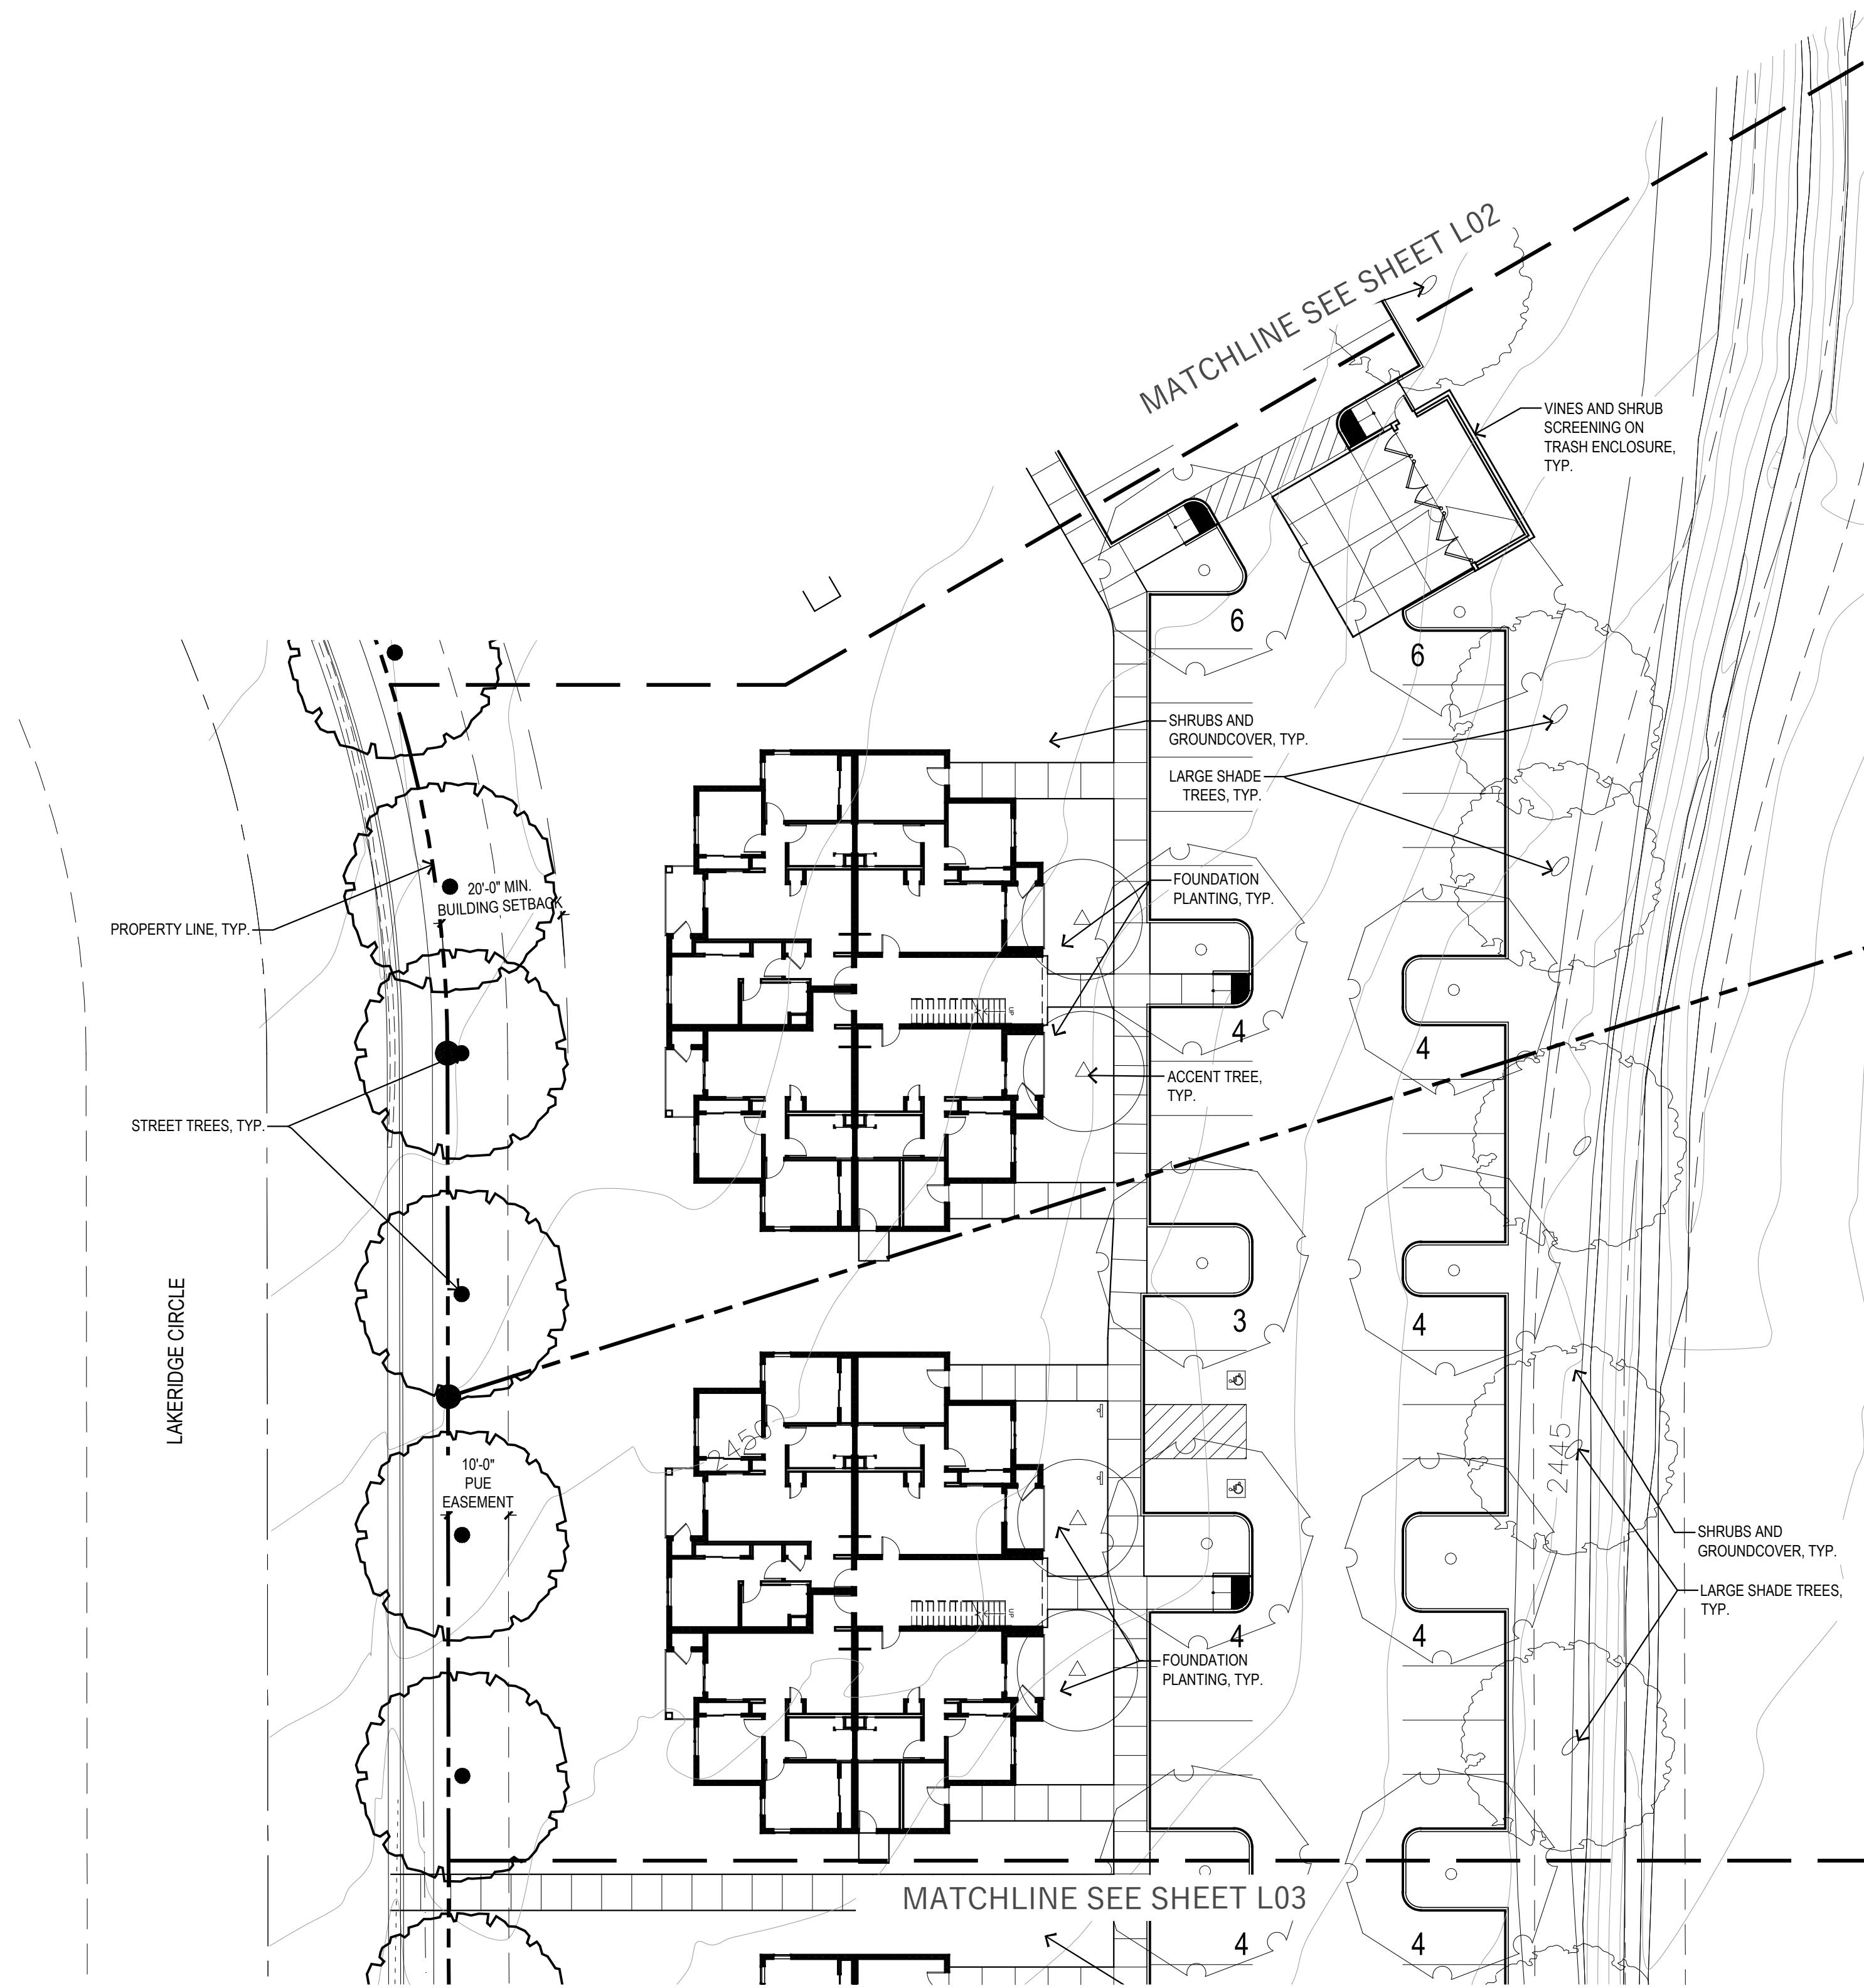 MATCHLINE SEE SHEET L02
VINES AND SHRUB
SCREENING ON
TRASH ENCLOSURE,
TYP.
6
6
SHRUBS AND
GROUNDCOVER, TYP.
LARGE SHADE
TREES, TYP.
FOUNDATION
PLANTING, TYP.
20'-0" MIN.
BUILDING SETBACK
PROPERTY LINE, TYP.
UP
4
4
ACCENT TREE,
TYP.
STREET TREES, TYP.
LAKERIDGE CIRCLE
3
4
2450
2445
10'-0"
PUE
EASEMENT
SHRUBS AND
GROUNDCOVER, TYP.
LARGE SHADE TREES,
TYP.
UP
4
4
FOUNDATION
PLANTING, TYP.
MATCHLINE SEE SHEET L03
4
4